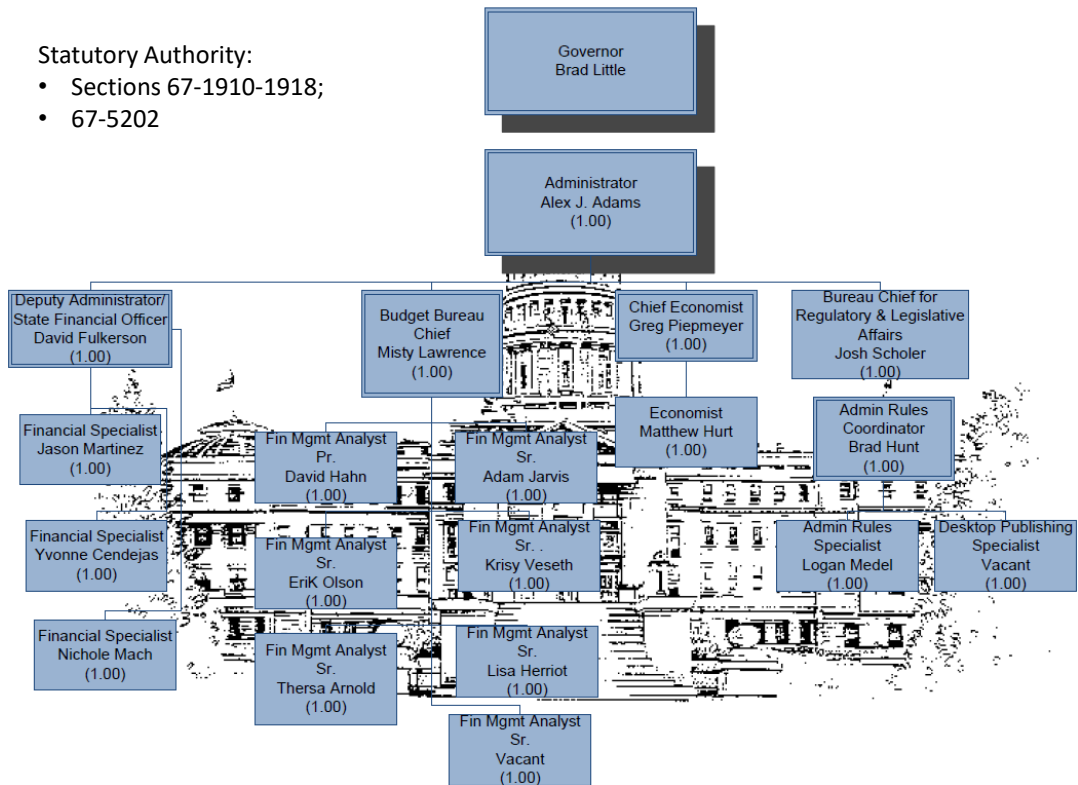 Statutory Authority:
• Sections 67-1910-1918;
• 67-5202
Governor
Brad Little
Administrator
Alex J. Adams
(1.00)
Deputy Administrator/
State Financial Officer
David Fulkerson
(1.00)
Budget Bureau
Chief
Misty Lawrence
(1.00)
Chief Economist
Greg Piepmeyer
(1.00)
Bureau Chief for
Regulatory & Legislative
Affairs
Josh Scholer
(1.00)
Financial Specialist
Jason Martinez
(1.00)
Fin Mgmt Analyst
Pr.
David Hahn
(1.00)
Fin Mgmt Analyst
Sr.
Adam Jarvis
(1.00)
Economist
Matthew Hurt
(1.00)
Admin Rules
Coordinator
Brad Hunt
(1.00)
Financial Specialist
Yvonne Cendejas
(1.00)
Fin Mgmt Analyst
Sr.
EriK Olson
(1.00)
Fin Mgmt Analyst
Sr. .
Krisy Veseth
(1.00)
Admin Rules
Specialist
Logan Medel
(1.00)
Desktop Publishing
Specialist
Vacant
(1.00)
Financial Specialist
Nichole Mach
(1.00)
Fin Mgmt Analyst
Sr.
Thersa Arnold
(1.00)
Fin Mgmt Analyst
Sr.
Lisa Herriot
(1.00)
Fin Mgmt Analyst
Sr.
Vacant
(1.00)